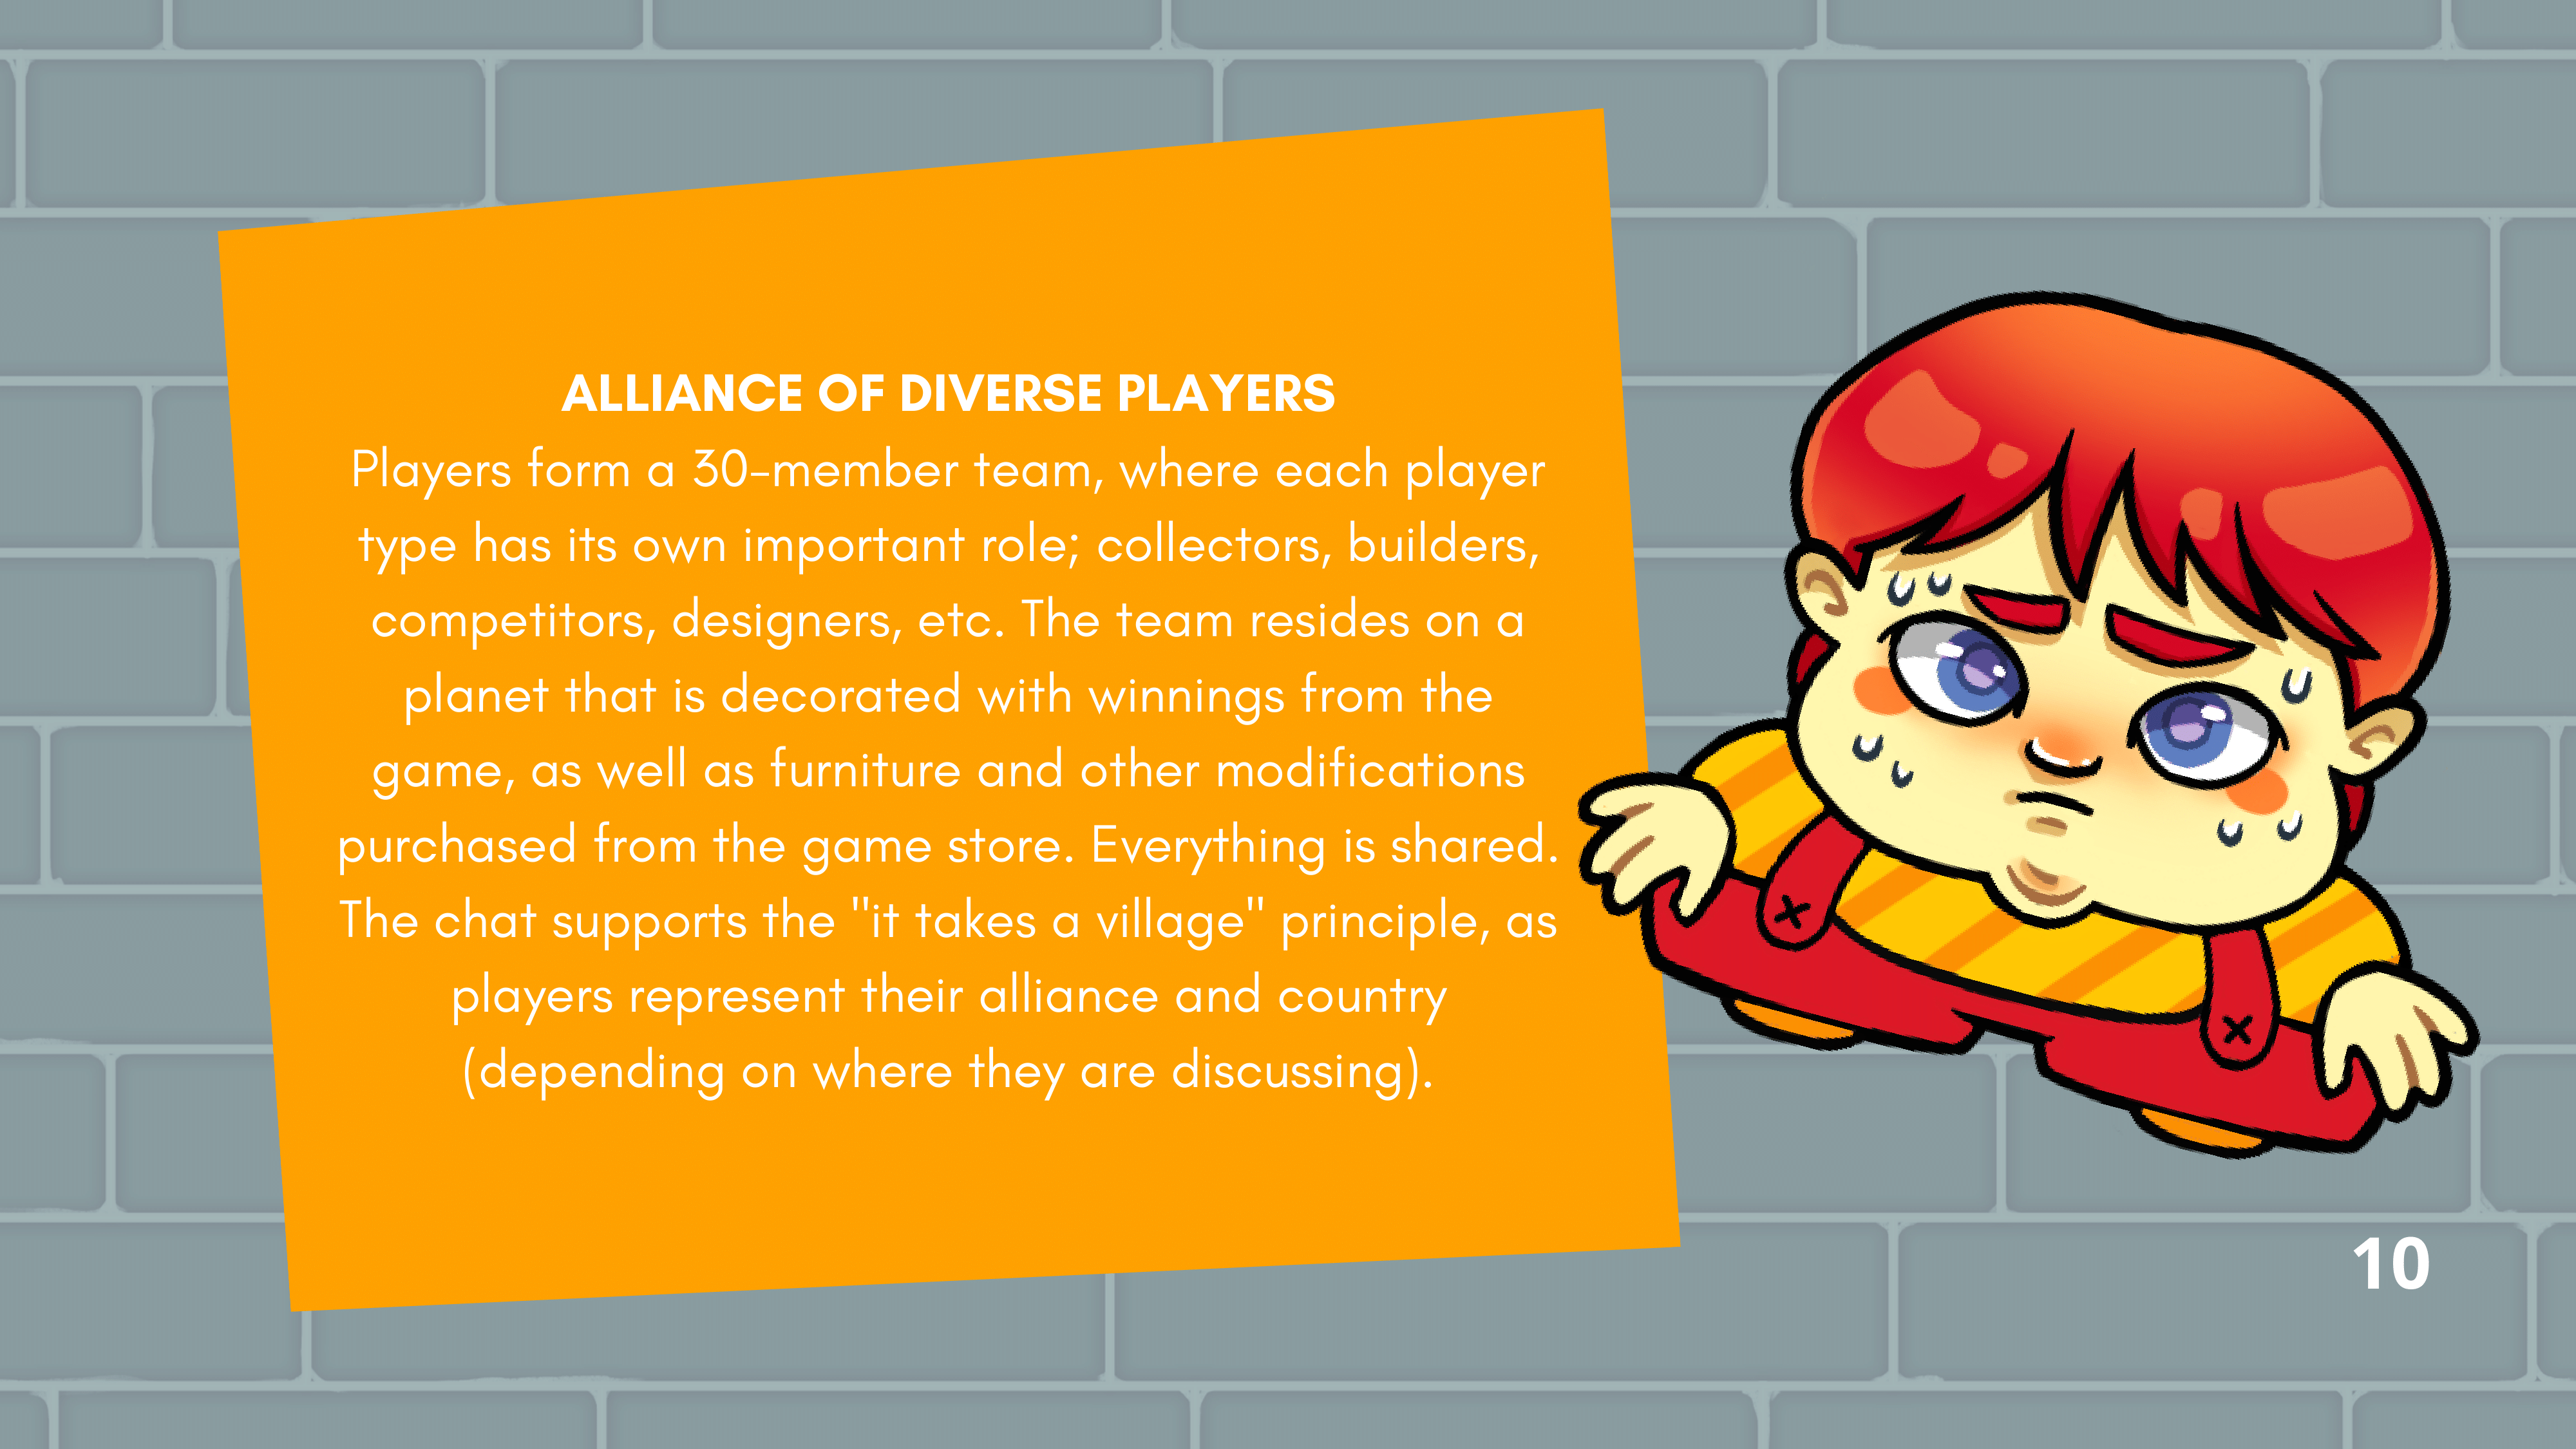 ALLIANCE OF DIVERSE PLAYERS
Players form a 30-member team, where each player
type has its own important role; collectors, builders,
competitors, designers, etc. The team resides on a
planet that is decorated with winnings from the
game, as well as furniture and other modifications
purchased from the game store. Everything is shared.
The chat supports the "it takes a village" principle, as
players represent their alliance and country
(depending on where they are discussing).
10